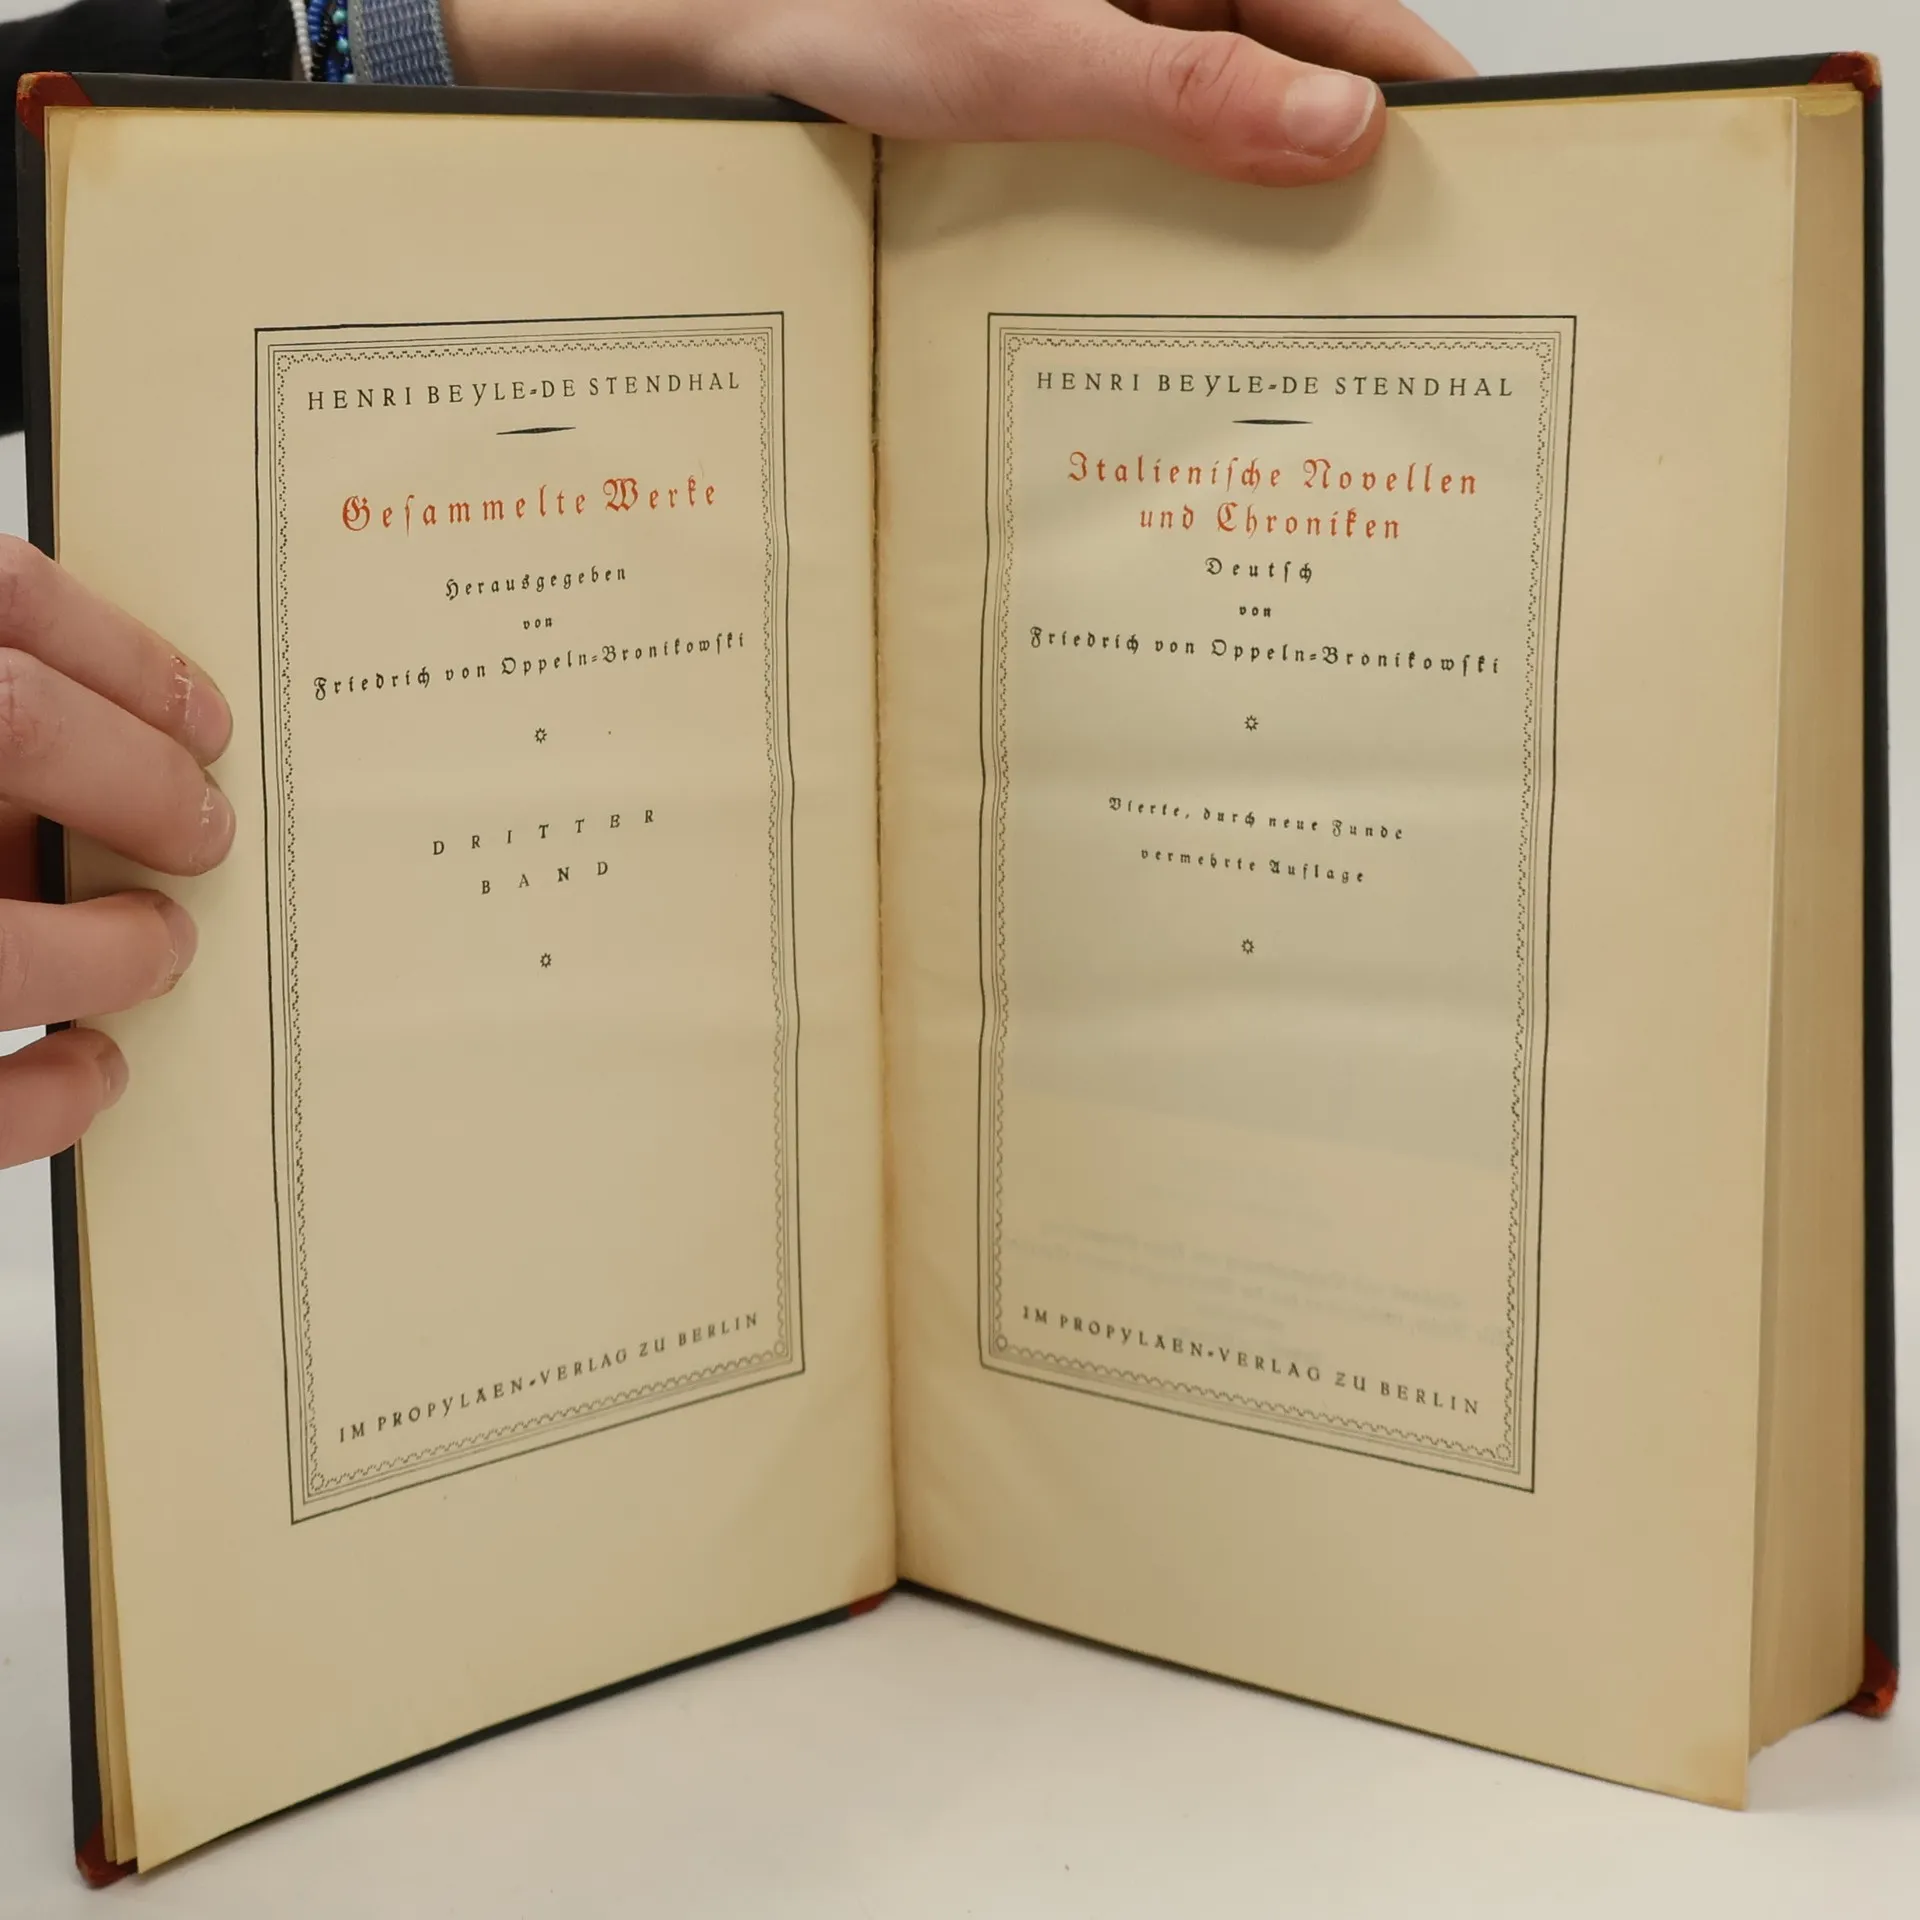 HENRI BEYLE-DE STENDHAL
Gesammelte Werke
Herausgegeben
von
Friedrich von Oppeln-Bronikowski
DRITTER
BAND
IM PROPYLÄEN-VERLAG ZU BERLIN
HENRI BEYLE-DE STENDHAL
Italienische Novellen
und Chroniken
Deutsch
von
Friedrich von Oppeln-Bronikowski
Vierte, durch neue Funde
vermehrte Auflage
IM PROPYLÄEN-VERLAG ZU BERLIN